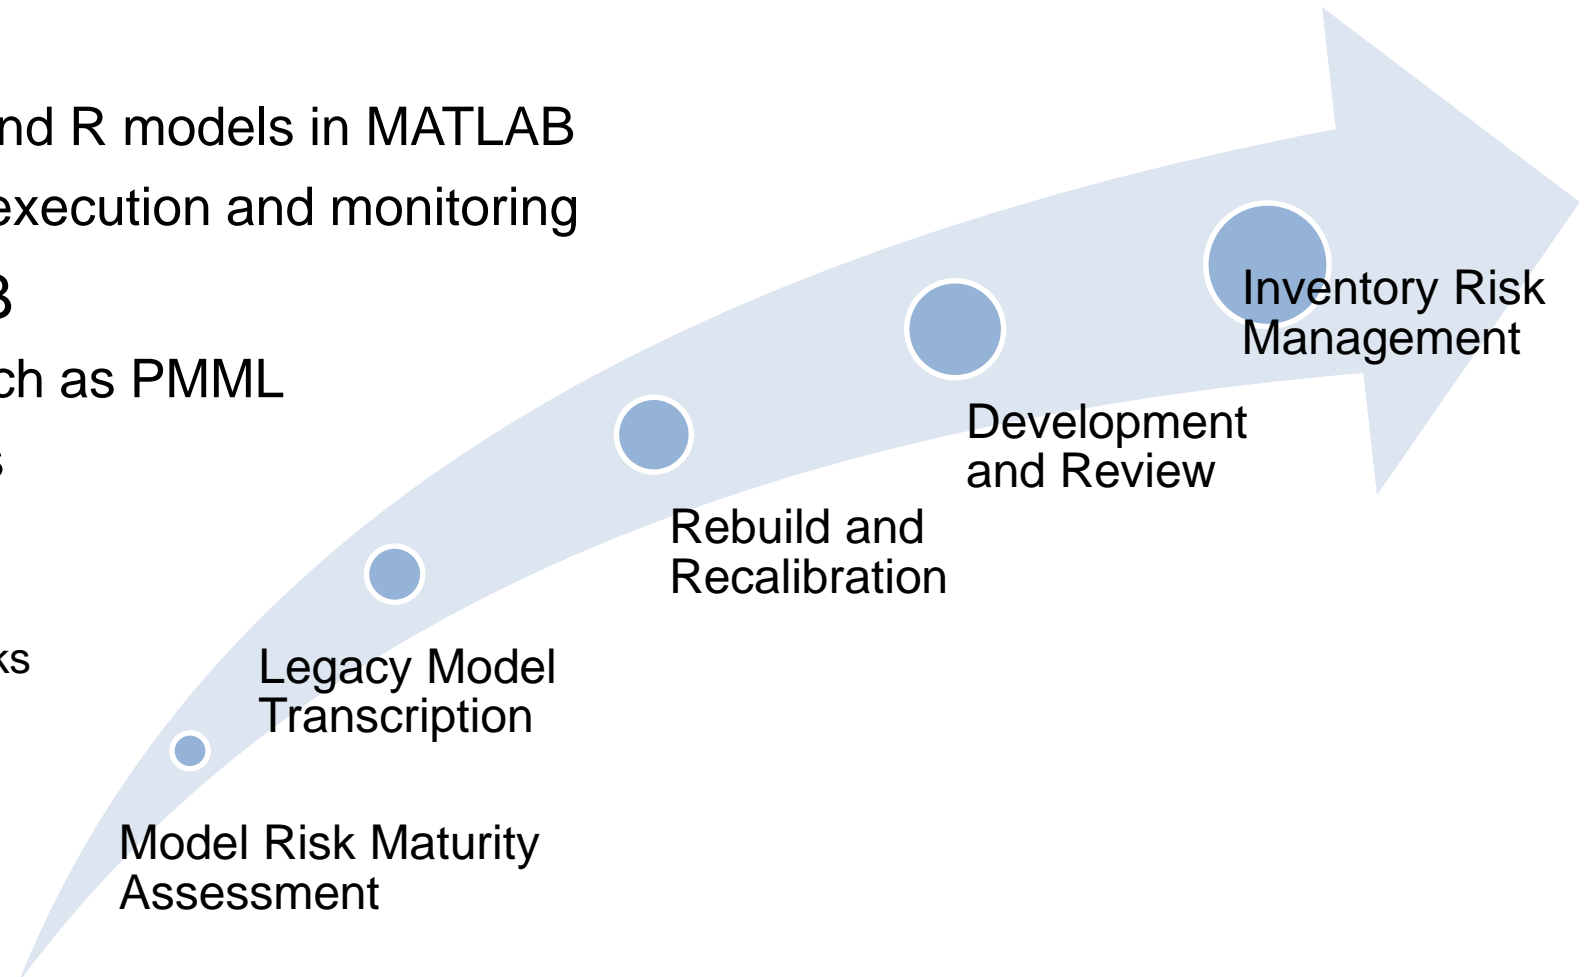 nd R models in MATLAB
execution and monitoring
B
ch as PMML
s
ks
Inventory Risk
Management
Development
and Review
Rebuild and
Recalibration
Legacy Model
Transcription
Model Risk Maturity
Assessment